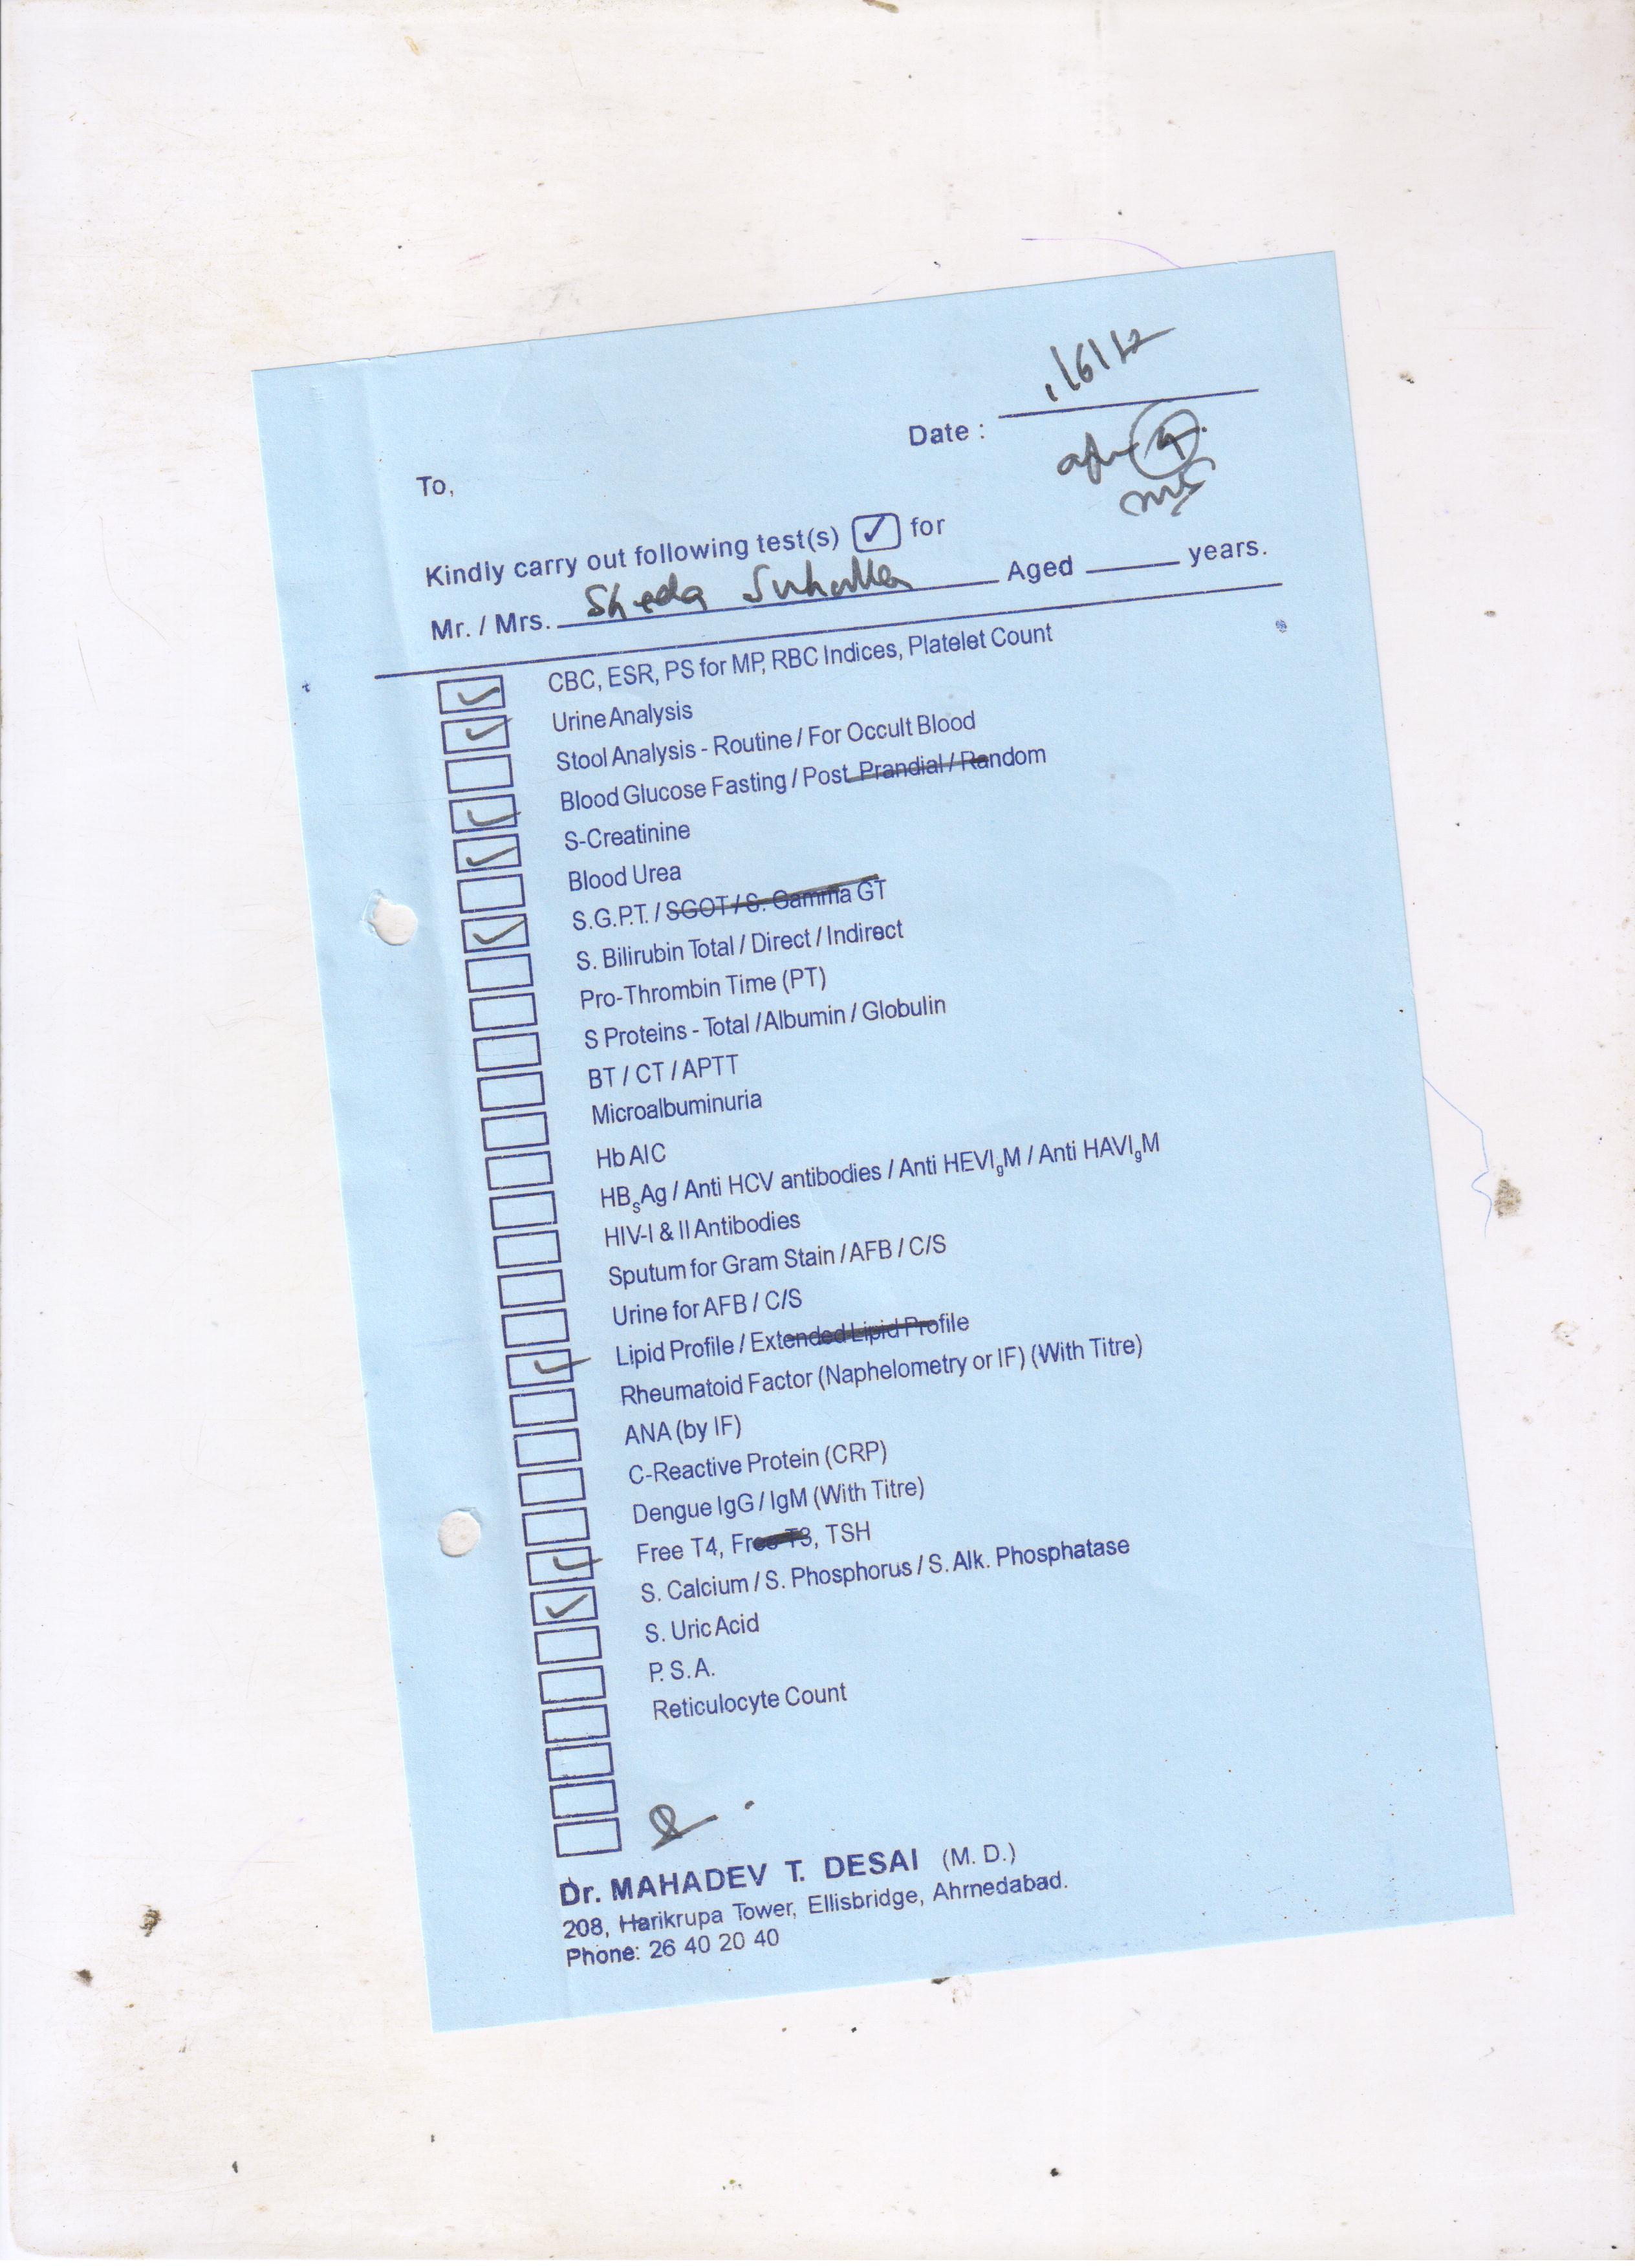 1/6/12
Date :
after 4
To,
Kindly carry out following test(s) ✓ for
Mr. / Mrs. Aged years.
CBC, ESR, PS for MP, RBC Indices, Platelet Count
Urine Analysis
Stool Analysis - Routine / For Occult Blood
Blood Glucose Fasting / Post Prandial / Random
S-Creatinine
Blood Urea
S.G.P.T. / SGOT / S. Gamma GT
S. Bilirubin Total / Direct / Indirect
Pro-Thrombin Time (PT)
S Proteins - Total / Albumin / Globulin
BT / CT / APTT
Microalbuminuria
Hb AIC
HBsAg / Anti HCV antibodies / Anti HEVIgM / Anti HAVIgM
HIV-I & II Antibodies
Sputum for Gram Stain / AFB / C/S
Urine for AFB / C/S
Lipid Profile / Extended Lipid Profile
Rheumatoid Factor (Naphelometry or IF) (With Titre)
ANA (by IF)
C-Reactive Protein (CRP)
Dengue IgG / IgM (With Titre)
Free T4, Free T3, TSH
S. Calcium / S. Phosphorus / S. Alk. Phosphatase
S. Uric Acid
P.S.A.
Reticulocyte Count
Dr. MAHADEV T. DESAI (M. D.)
208, Harikrupa Tower, Ellisbridge, Ahmedabad.
Phone: 26 40 20 40